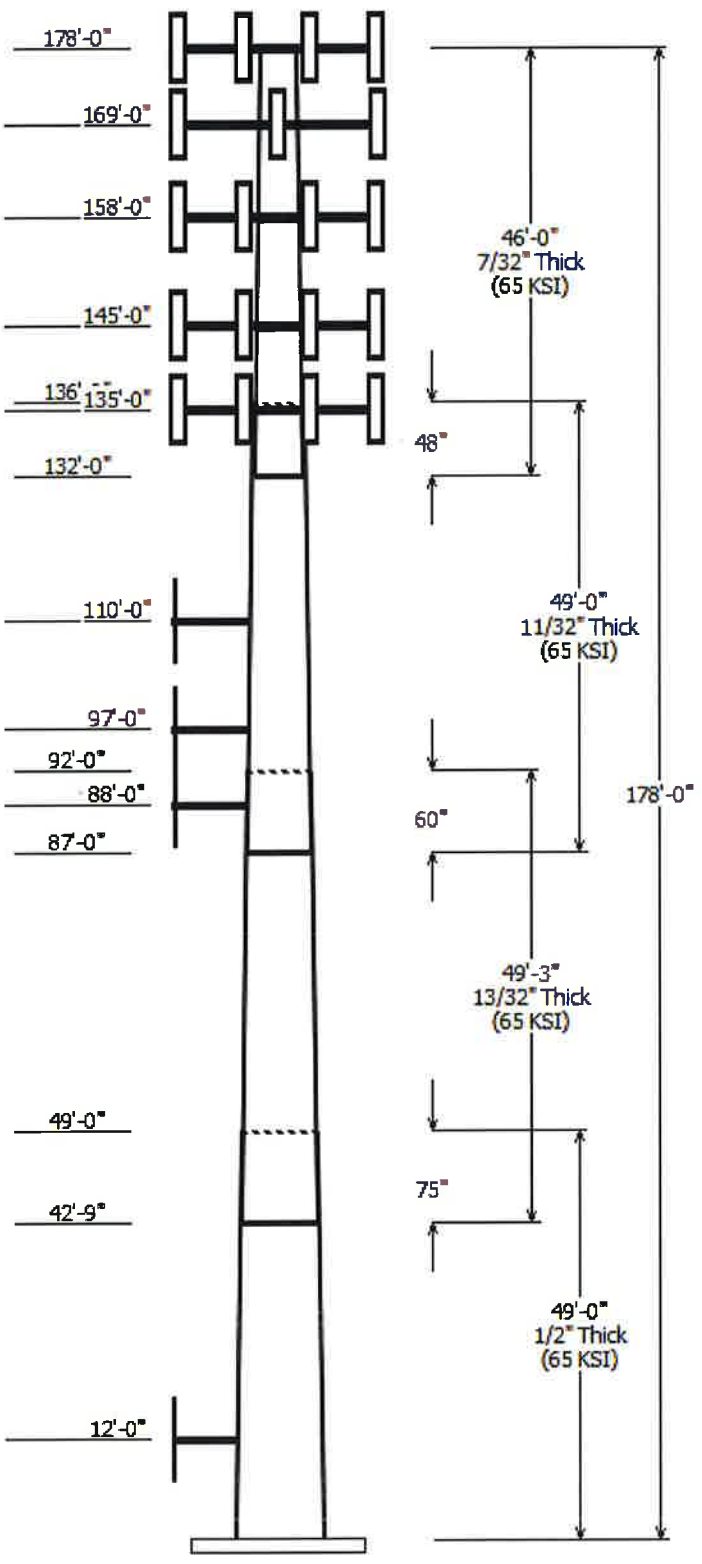 178'-0"
169'-0"
158'-0"
145'-0"
136'
135'-0"
132'-0"
110'-0"
97'-0"
92'-0"
88'-0"
87'-0"
49'-0"
42'-9"
12'-0"
46'-0"
7/32" Thick
(65 KSI)
48"
49'-0"
11/32" Thick
(65 KSI)
60"
178'-0"
49'-3"
13/32" Thick
(65 KSI)
75"
49'-0"
1/2" Thick
(65 KSI)